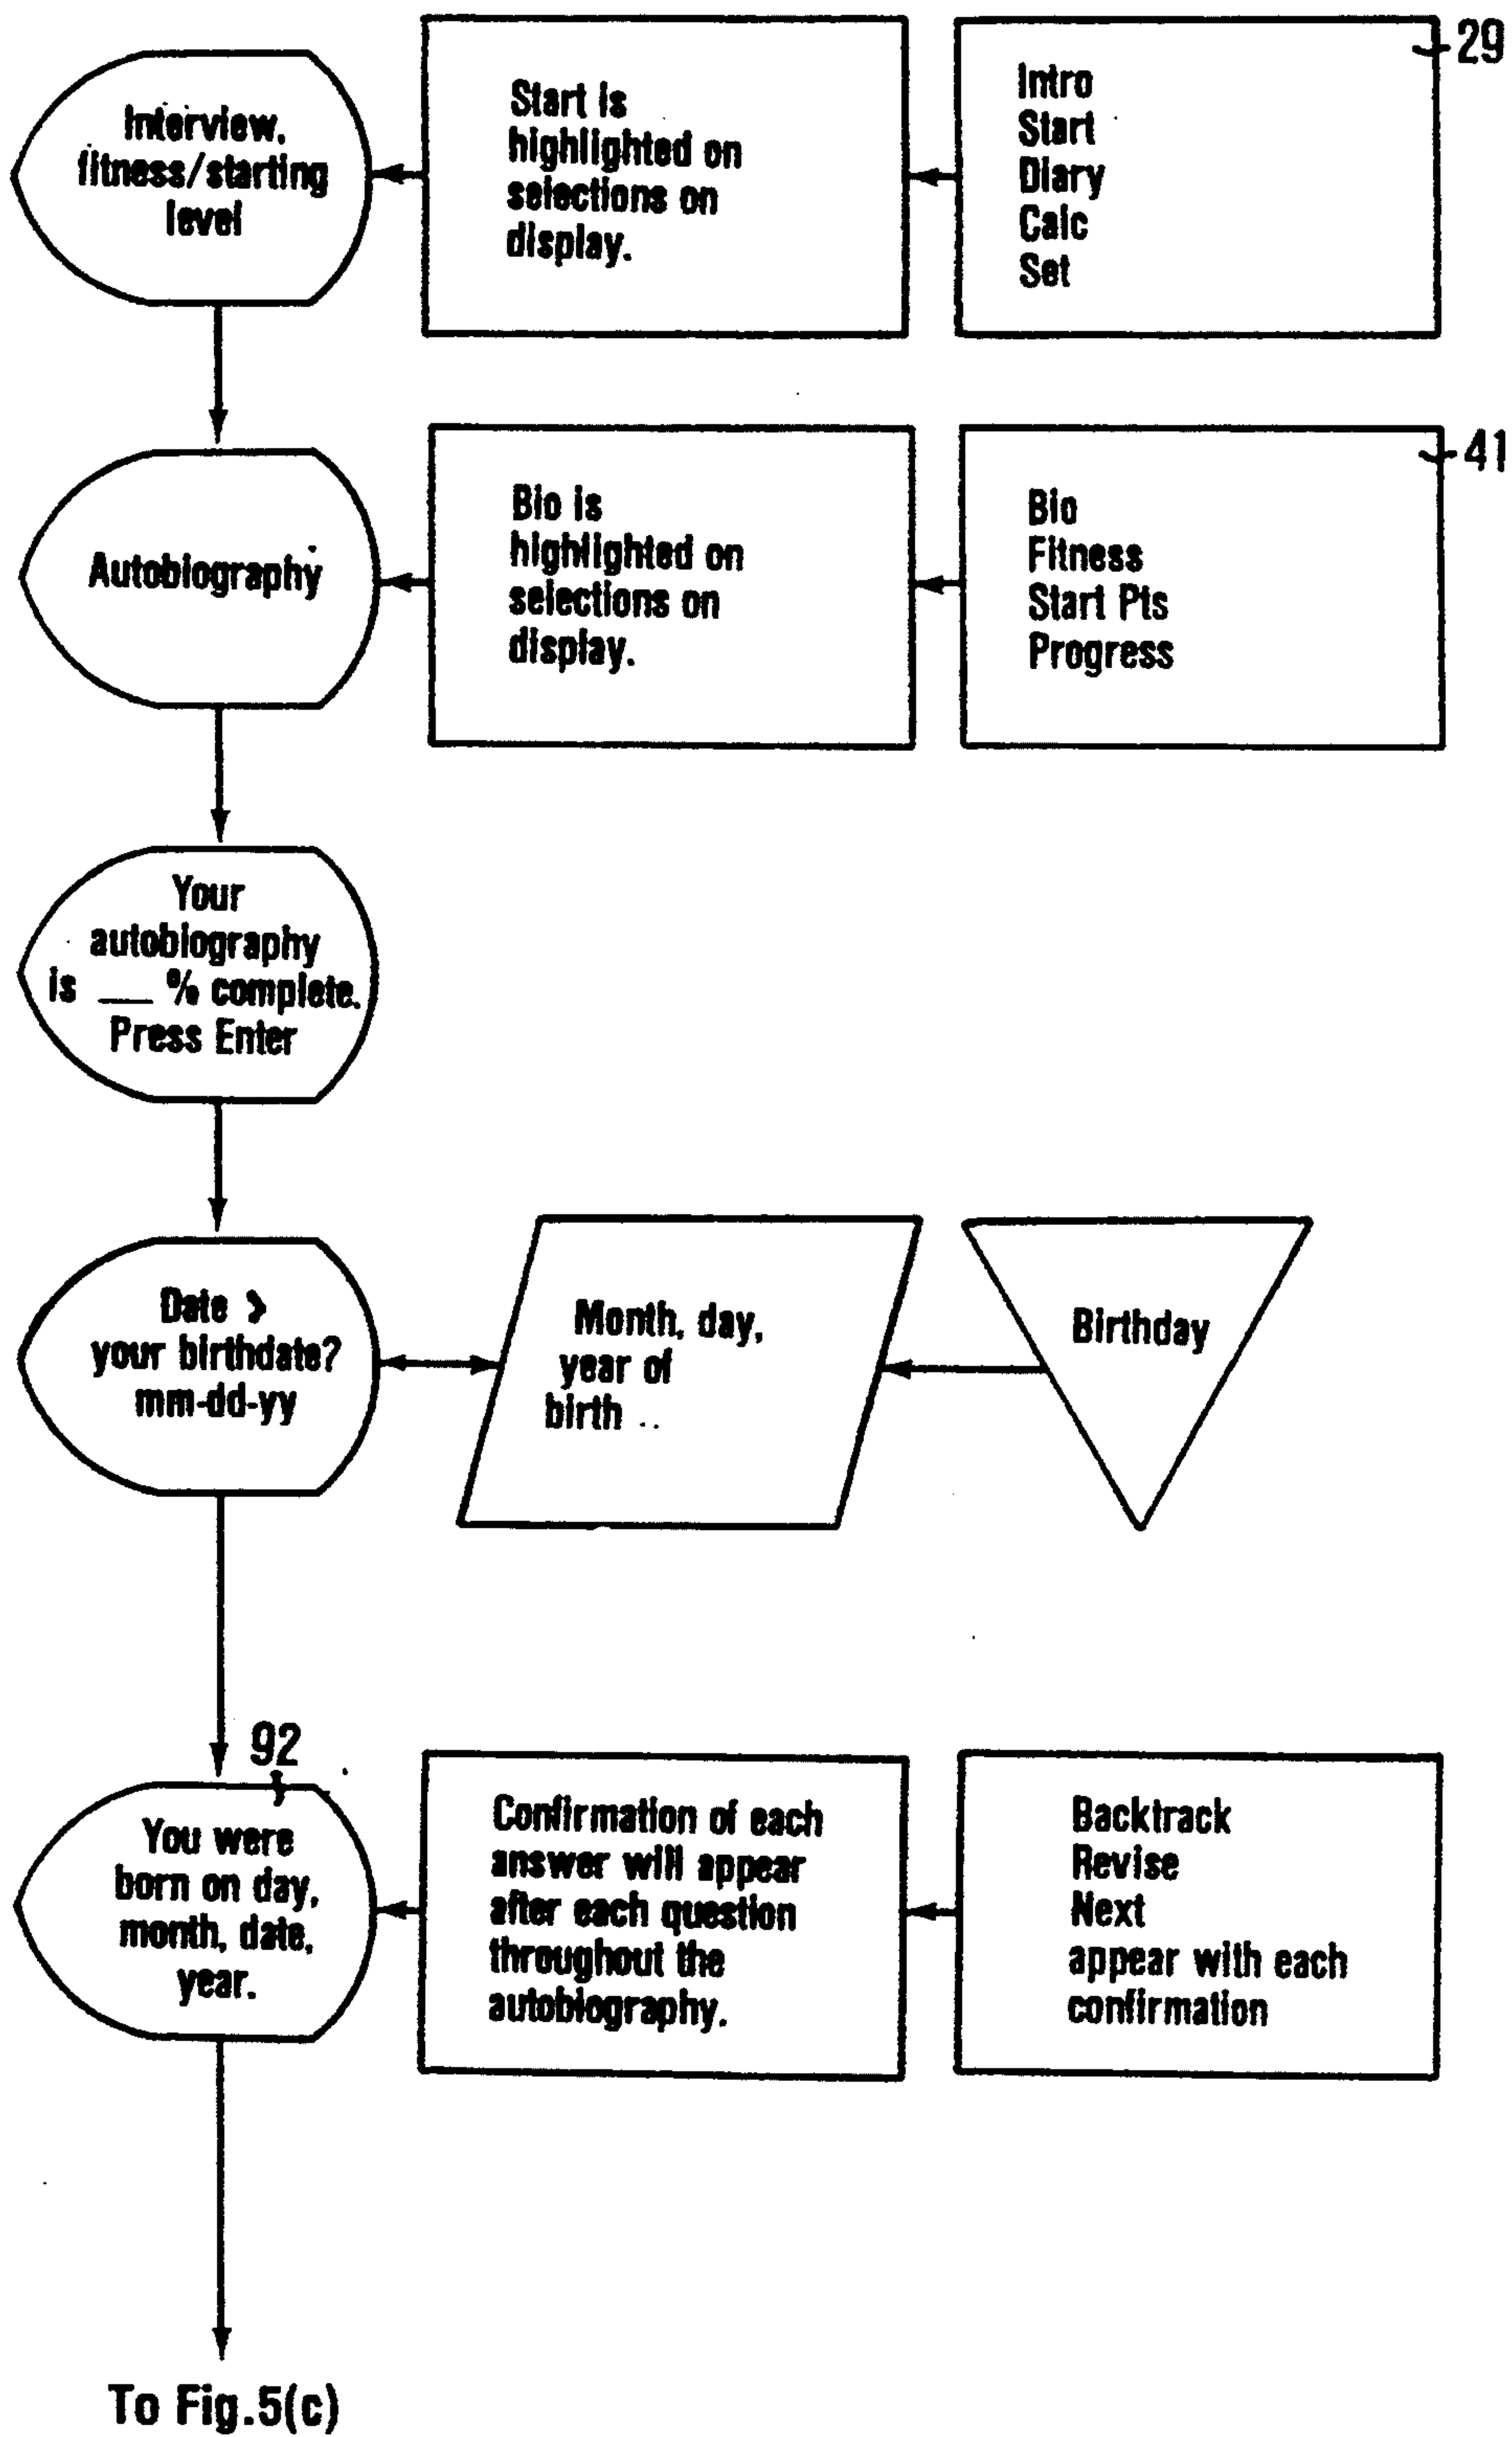 Interview,
fitness/starting
level
Start is
highlighted on
selections on
display.
29
Intro
Start
Diary
Calc
Set
Autobiography
Bio is
highlighted on
selections on
display.
41
Bio
Fitness
Start Pts
Progress
Your
autobiography
is ___ % complete.
Press Enter
Date >
your birthdate?
mm-dd-yy
Month, day,
year of
birth
Birthday
92
You were
born on day,
month, date,
year.
Confirmation of each
answer will appear
after each question
throughout the
autobiography.
Backtrack
Revise
Next
appear with each
confirmation
To Fig.5(c)